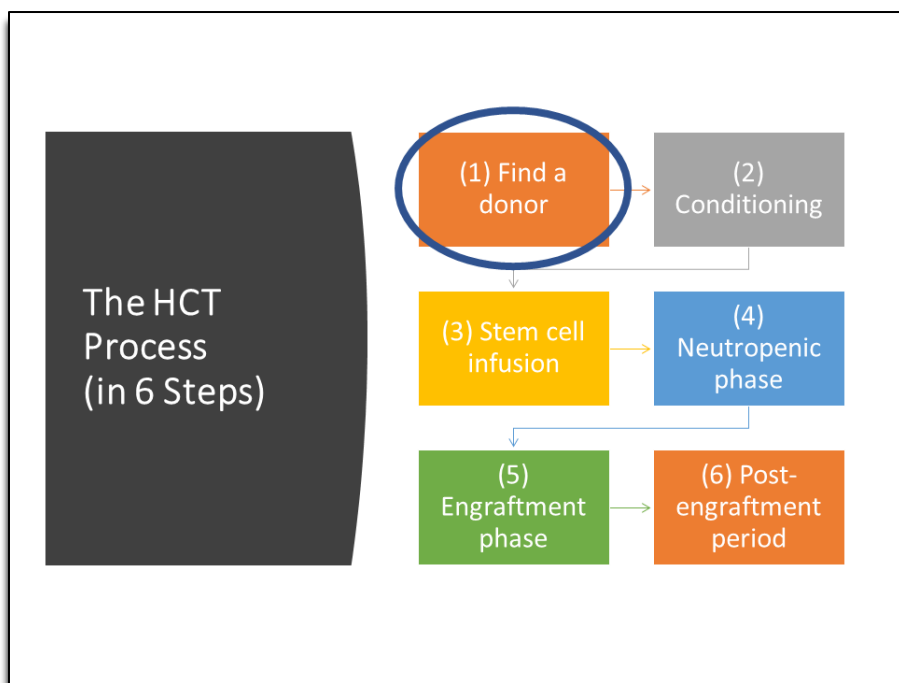 The HCT
Process
(in 6 Steps)
(1) Find a
donor
(2)
Conditioning
(3) Stem cell
infusion
(4)
Neutropenic
phase
(5)
Engraftment
phase
(6) Post-
engraftment
period